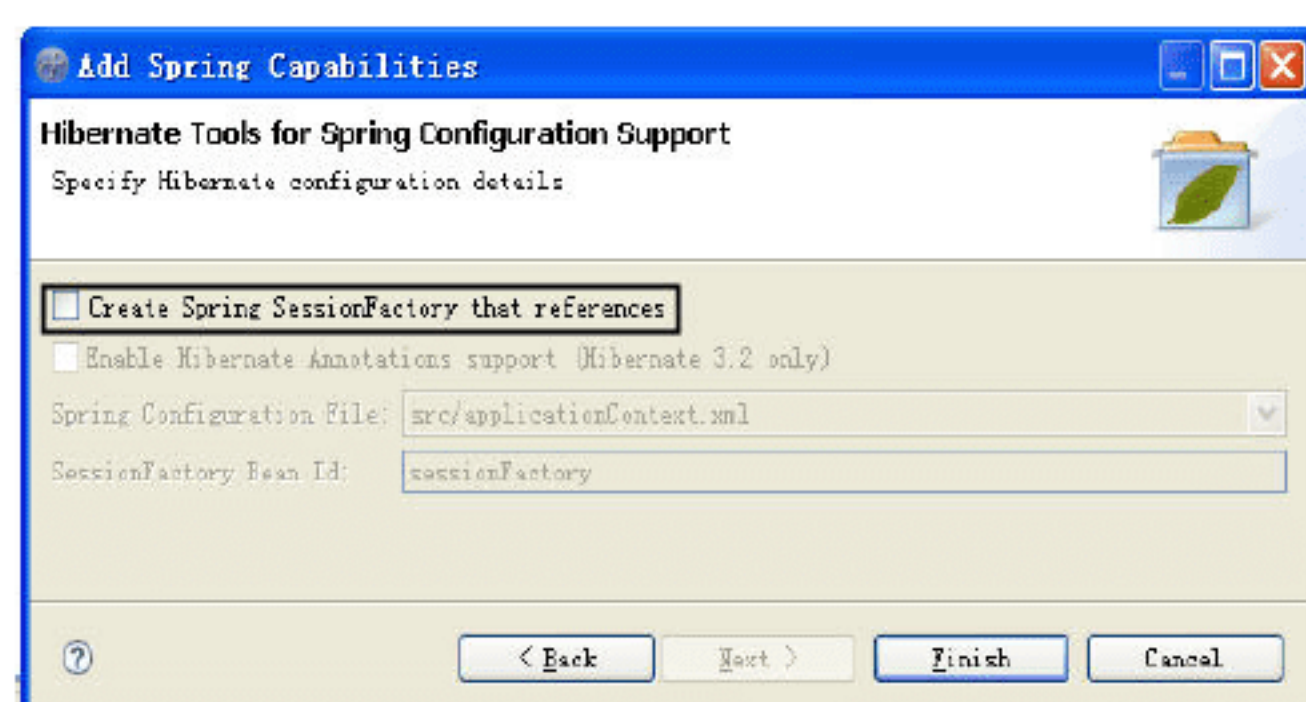 Add Spring Capabilities
Hibernate Tools for Spring Configuration Support
Specify Hibernate configuration details
Create Spring SessionFactory that references
Enable Hibernate Annotations support (Hibernate 3.2 only)
Spring Configuration File: src/applicationContext.xml
SessionFactory Bean Id: sessionFactory
? < Back Next > Finish Cancel